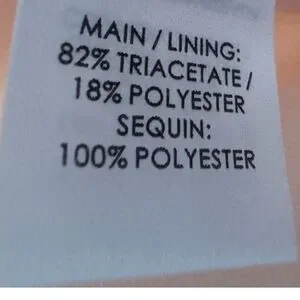 MAIN / LINING:
82% TRIACETATE /
18% POLYESTER
SEQUIN:
100% POLYESTER